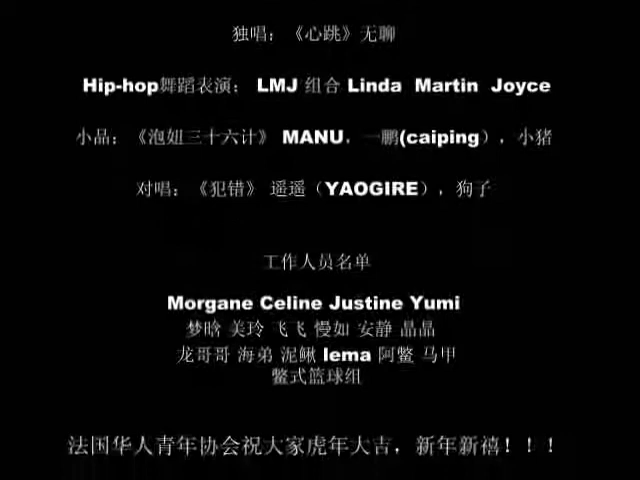 独唱：《心跳》无聊
Hip-hop舞蹈表演： LMJ 组合 Linda Martin Joyce
小品：《泡妞三十六计》 MANU，一鹏(caiping），小猪
对唱：《犯错》 遥遥（YAOGIRE），狗子
工作人员名单
Morgane Celine Justine Yumi
梦晗 美玲 飞飞 慢如 安静 晶晶
龙哥哥 海弟 泥鳅 lema 阿鳖 马甲
鳖式篮球组
法国华人青年协会祝大家虎年大吉，新年新禧！！！